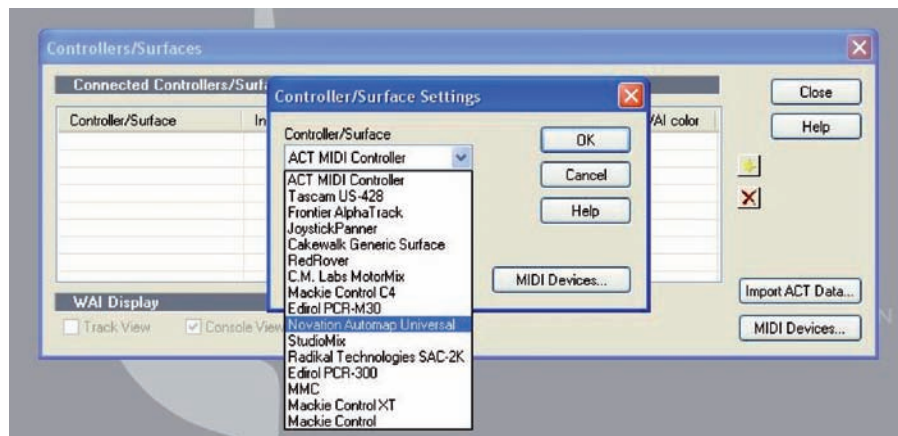 Controllers/Surfaces
Connected Controllers/Surfa
Controller/Surface In /AI color
Close
Help
Controller/Surface Settings
Controller/Surface
ACT MIDI Controller
ACT MIDI Controller
Tascam US-428
Frontier AlphaTrack
JoystickPanner
Cakewalk Generic Surface
RedRover
C.M. Labs MotorMix
Mackie Control C4
Edirol PCR-M30
Novation Automap Universal
StudioMix
Radikal Technologies SAC-2K
Edirol PCR-300
MMC
Mackie Control XT
Mackie Control
OK
Cancel
Help
MIDI Devices...
WAI Display
Track View Console View
Import ACT Data...
MIDI Devices...
N